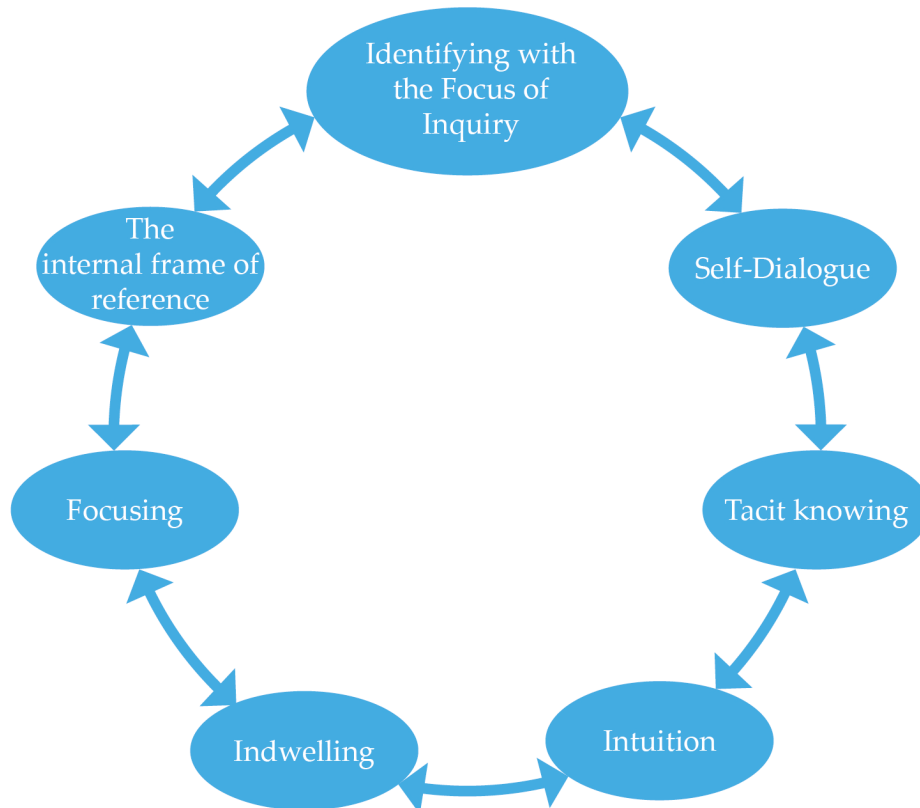 Identifying with
the Focus of
Inquiry
The
internal frame of
reference
Self-Dialogue
Focusing
Tacit knowing
Indwelling
Intuition